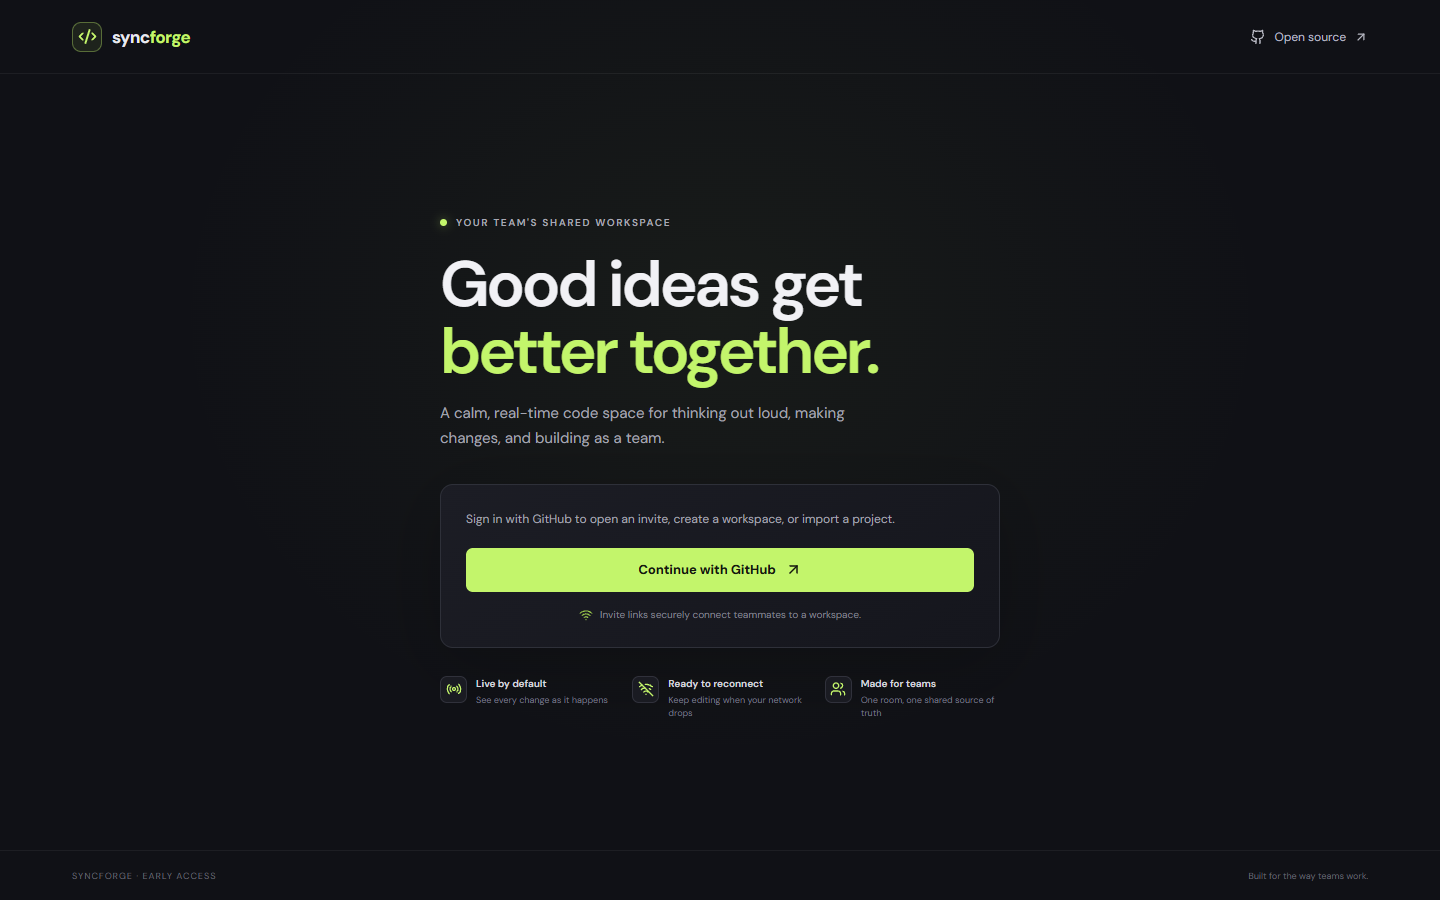 syncforge
Open source
YOUR TEAM'S SHARED WORKSPACE
Good ideas get
better together.
A calm, real-time code space for thinking out loud, making
changes, and building as a team.
Sign in with GitHub to open an invite, create a workspace, or import a project.
Continue with GitHub
Invite links securely connect teammates to a workspace.
Live by default
See every change as it happens
Ready to reconnect
Keep editing when your network
drops
Made for teams
One room, one shared source of
truth
SYNCFORGE · EARLY ACCESS
Built for the way teams work.